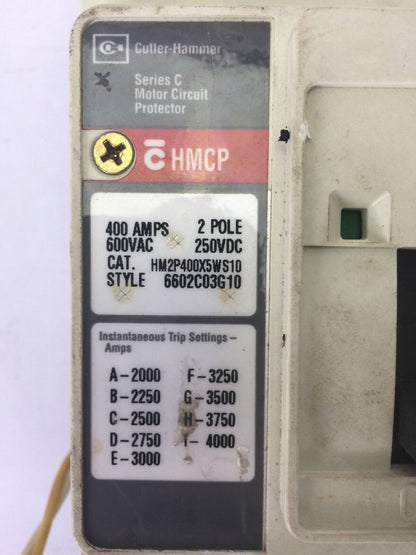 Cutler-Hammer
Series C
Motor Circuit
Protector
C HMCP
400 AMPS 2 POLE
600VAC 250VDC
CAT. HM2P400X5WS10
STYLE 6602C03G10
Instantaneous Trip Settings –
Amps
A – 2000 F – 3250
B – 2250 G – 3500
C – 2500 H – 3750
D – 2750 I – 4000
E – 3000